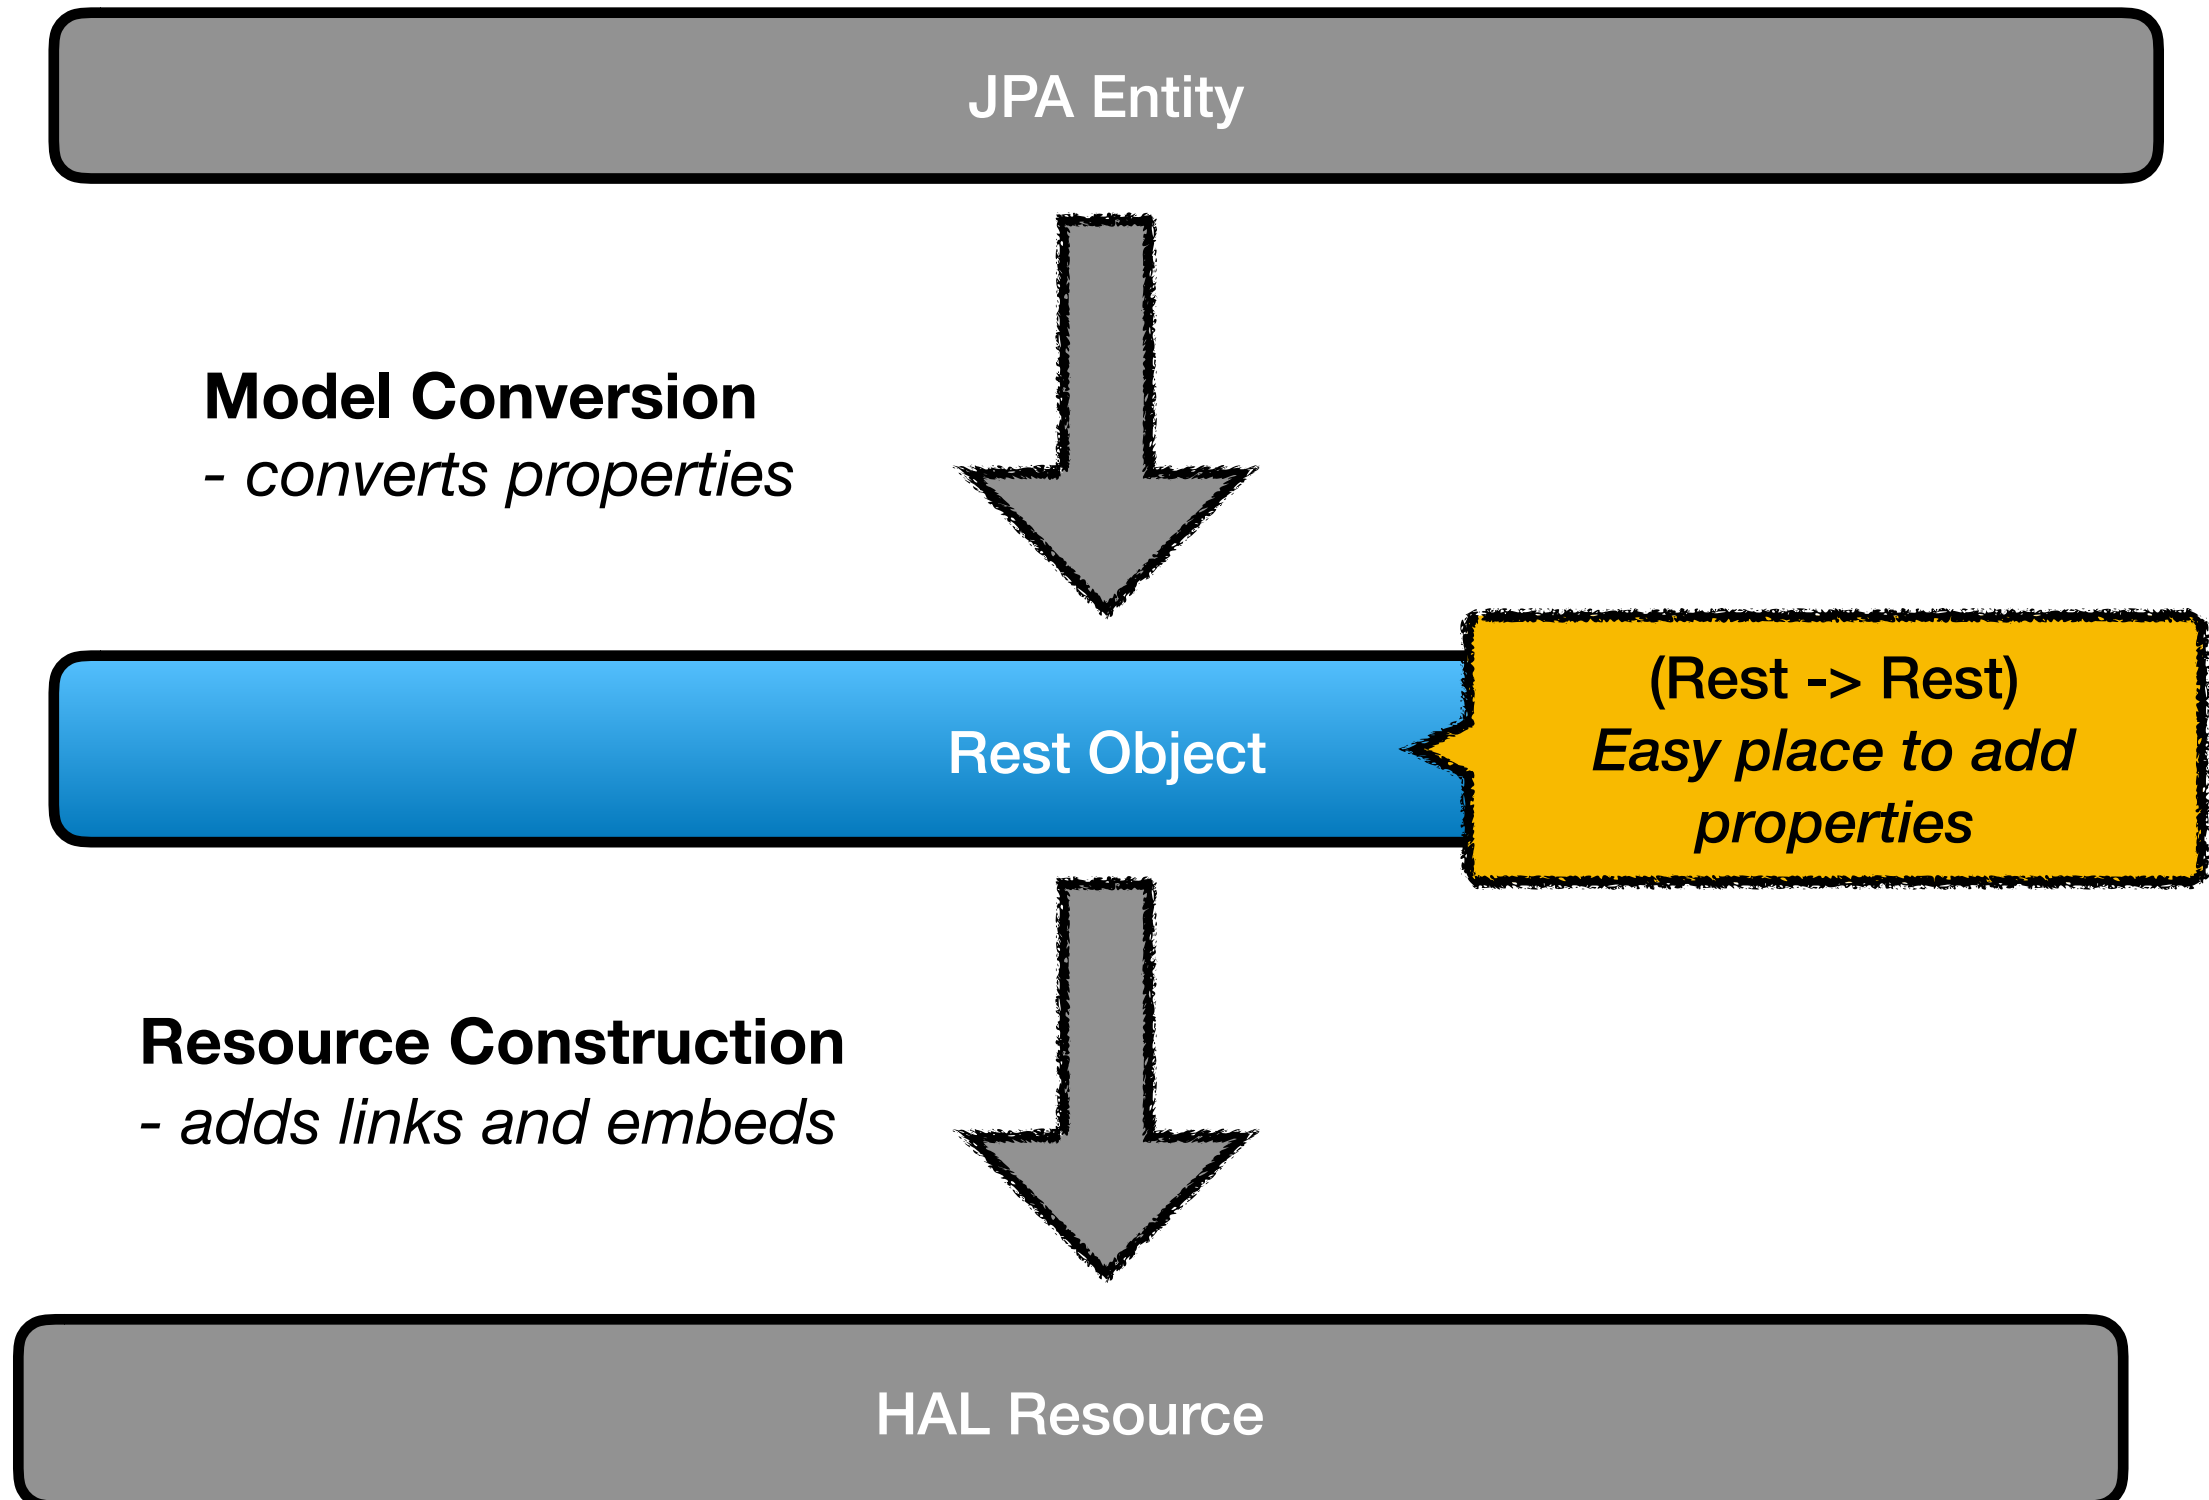 JPA Entity
Model Conversion
- converts properties
(Rest -> Rest)
Easy place to add
properties
Rest Object
Resource Construction
- adds links and embeds
HAL Resource